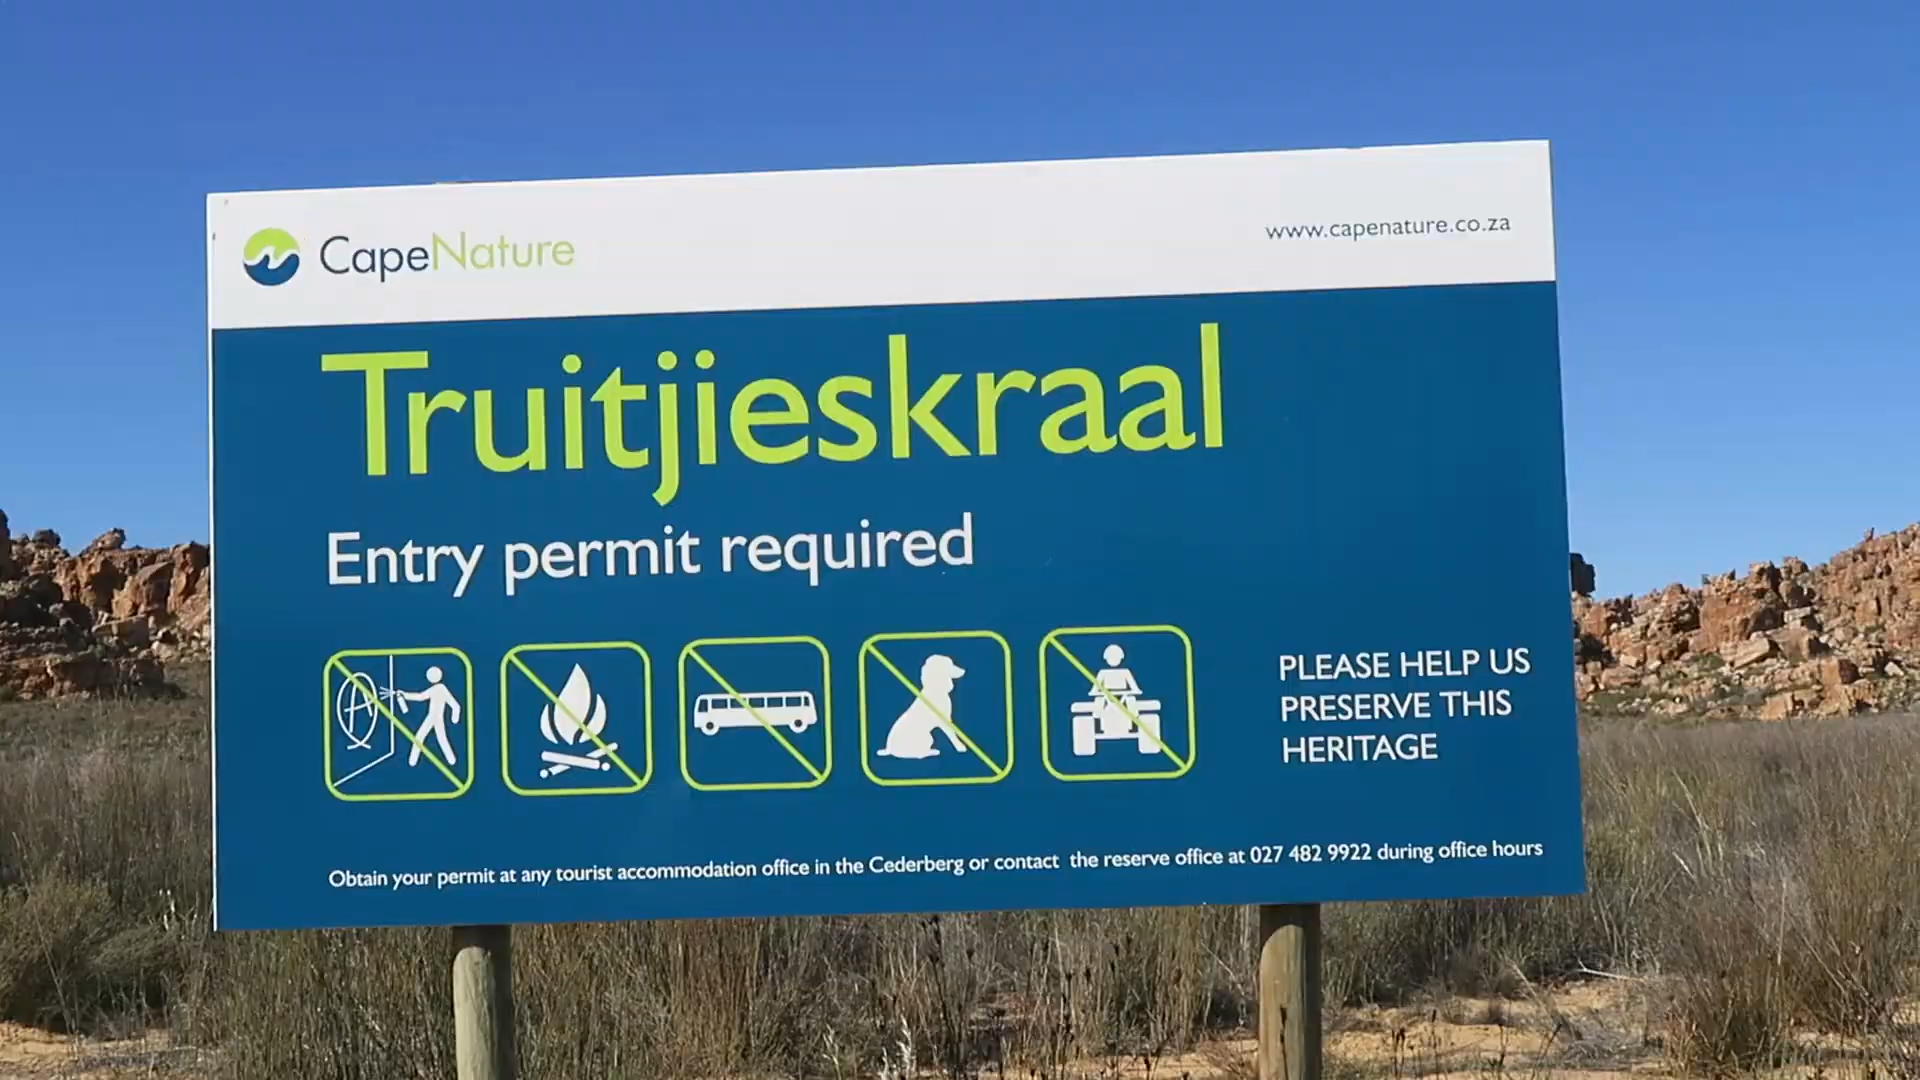 CapeNature
www.capenature.co.za
Truitjieskraal
Entry permit required
A
PLEASE HELP US
PRESERVE THIS
HERITAGE
Obtain your permit at any tourist accommodation office in the Cederberg or contact the reserve office at 027 482 9922 during office hours